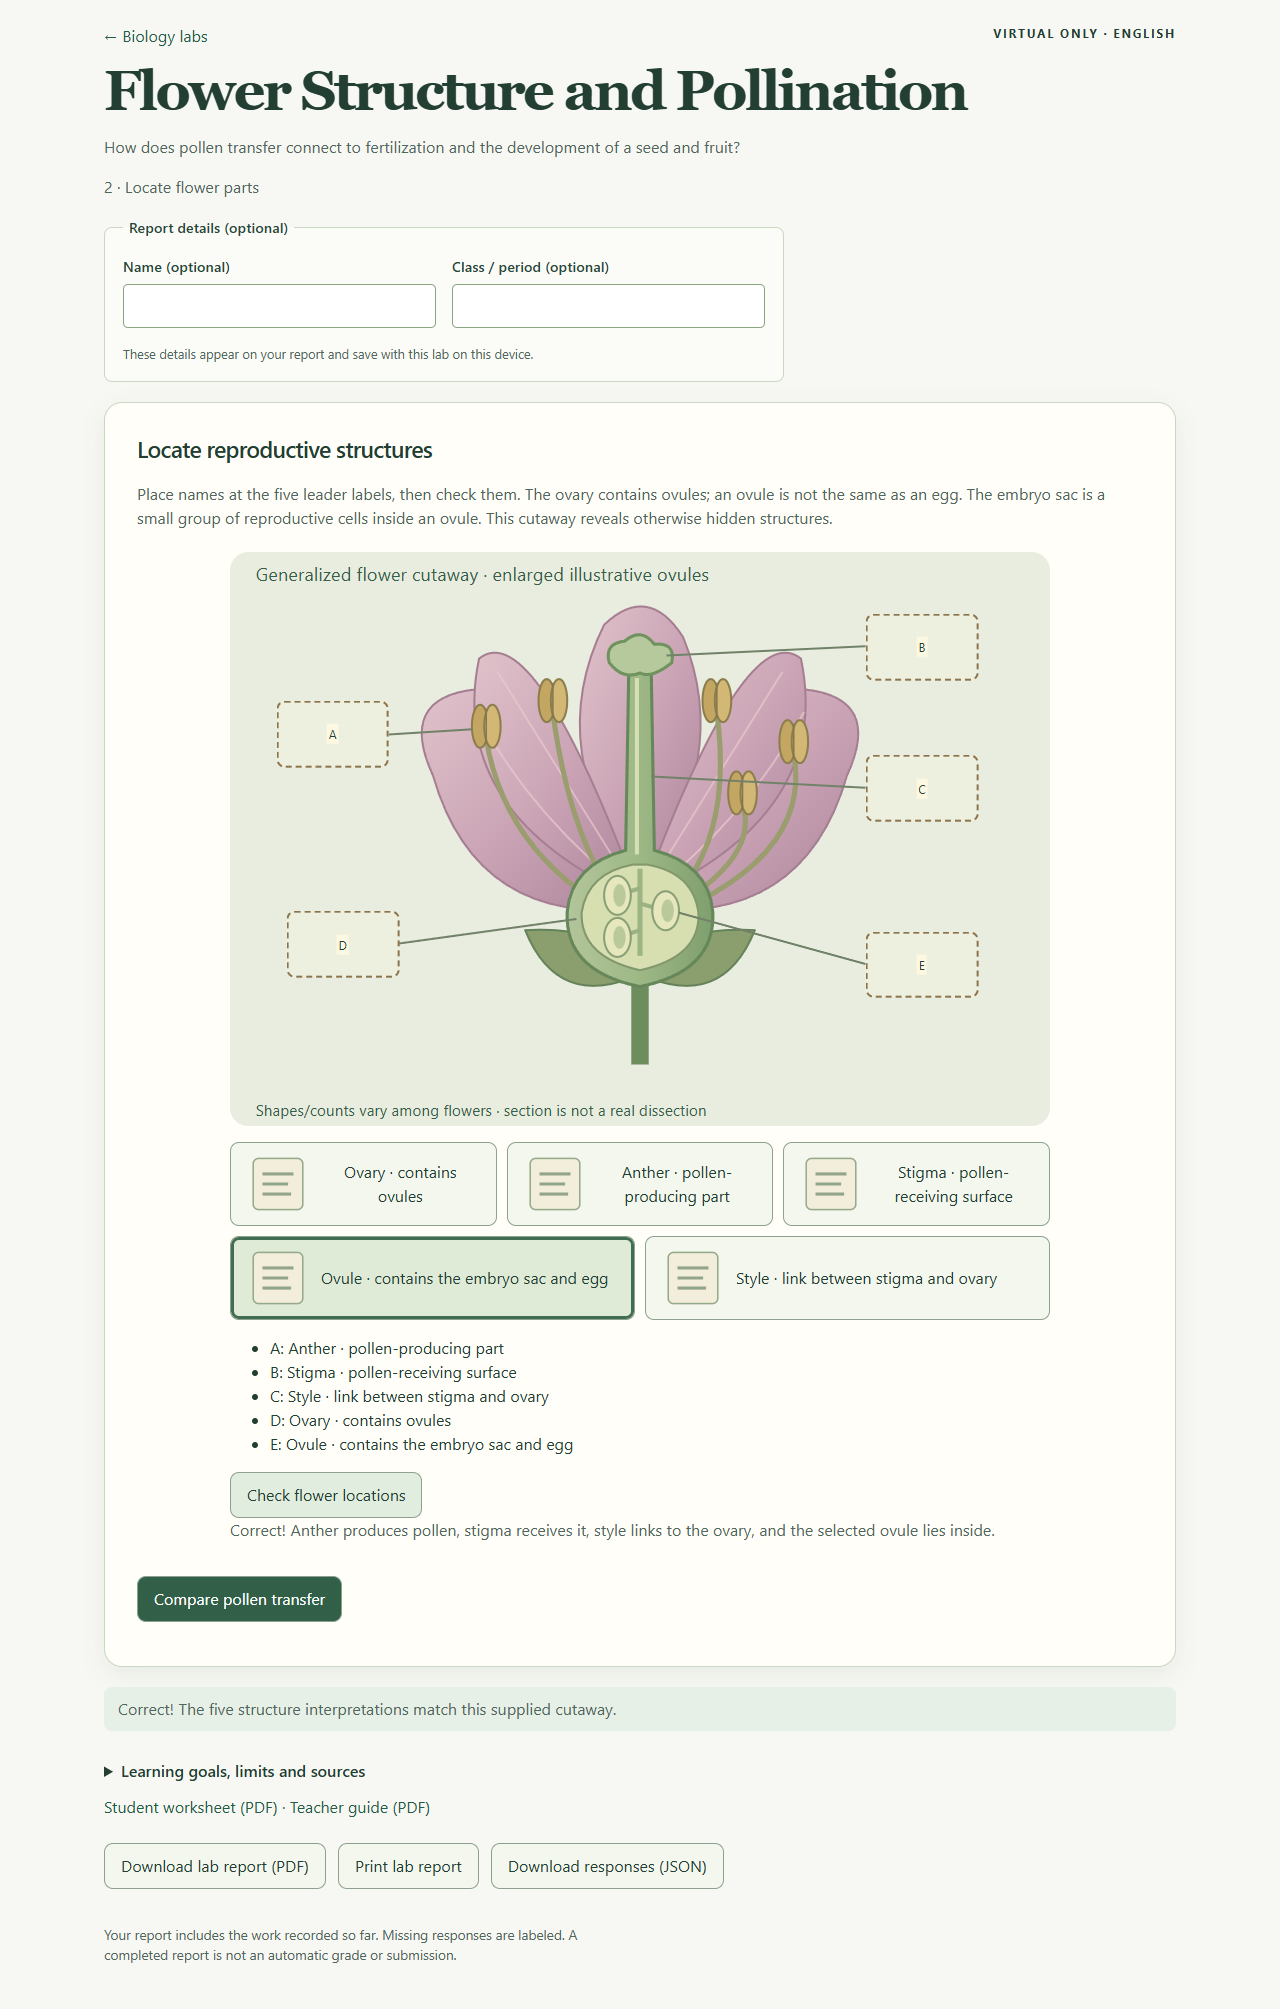 ← Biology labs
VIRTUAL ONLY · ENGLISH
Flower Structure and Pollination
How does pollen transfer connect to fertilization and the development of a seed and fruit?
2 · Locate flower parts
Report details (optional)
Name (optional)
Class / period (optional)
These details appear on your report and save with this lab on this device.
Locate reproductive structures
Place names at the five leader labels, then check them. The ovary contains ovules; an ovule is not the same as an egg. The embryo sac is a
small group of reproductive cells inside an ovule. This cutaway reveals otherwise hidden structures.
Generalized flower cutaway · enlarged illustrative ovules
B
A
C
D
E
Shapes/counts vary among flowers · section is not a real dissection
Ovary · contains
ovules
Anther · pollen-
producing part
Stigma · pollen-
receiving surface
Ovule · contains the embryo sac and egg
Style · link between stigma and ovary
• A: Anther · pollen-producing part
• B: Stigma · pollen-receiving surface
• C: Style · link between stigma and ovary
• D: Ovary · contains ovules
• E: Ovule · contains the embryo sac and egg
Check flower locations
Correct! Anther produces pollen, stigma receives it, style links to the ovary, and the selected ovule lies inside.
Compare pollen transfer
Correct! The five structure interpretations match this supplied cutaway.
▶ Learning goals, limits and sources
Student worksheet (PDF) · Teacher guide (PDF)
Download lab report (PDF)
Print lab report
Download responses (JSON)
Your report includes the work recorded so far. Missing responses are labeled. A
completed report is not an automatic grade or submission.